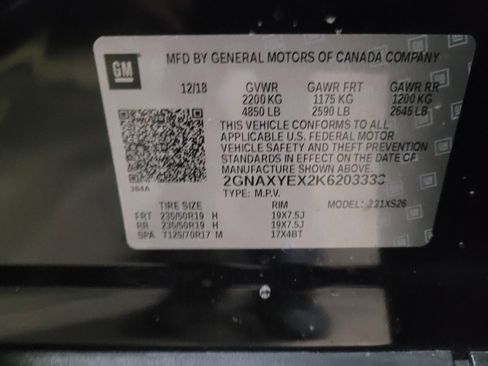 GM
MFD BY GENERAL MOTORS OF CANADA COMPANY
12/18 GVWR GAWR FRT GAWR RR
2200 KG 1175 KG 1200 KG
4850 LB 2590 LB 2645 LB
THIS VEHICLE CONFORMS TO ALL
APPLICABLE U.S. FEDERAL MOTOR
VEHICLE SAFETY AND THEFT PREVENTION
STANDARDS IN EFFECT ON THE DATE OF
MANUFACTURE SHOWN ABOVE.
384A
2GNAXYEX2K6203333
TYPE: M.P.V. MODEL: 231XS26
TIRE SIZE RIM
FRT 235/50R19 H 19X7.5J
RR 235/50R19 H 19X7.5J
SPA T125/70R17 M 17X4BT